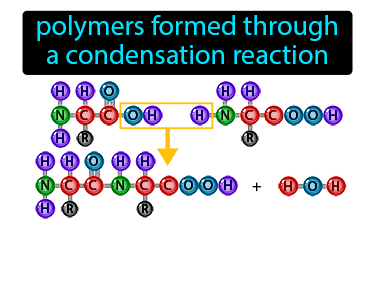 polymers formed through
a condensation reaction
H H O H H
N C C O H H N C C O O H
H R R
H H O H H
N C C N C C O O H + H O H
H R R